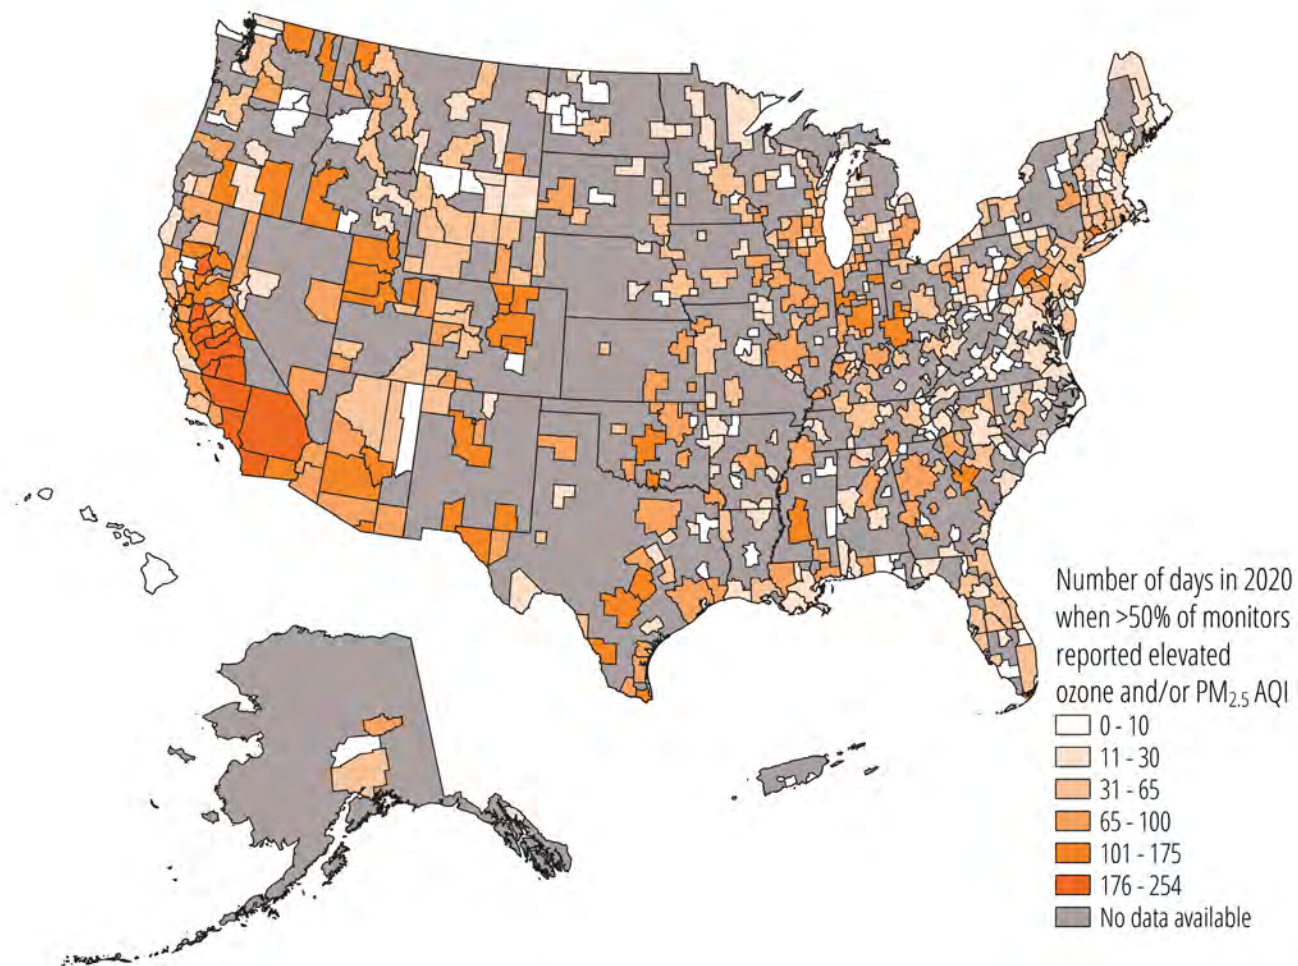 Number of days in 2020
when >50% of monitors
reported elevated
ozone and/or PM2.5 AQI
0 - 10
11 - 30
31 - 65
65 - 100
101 - 175
176 - 254
No data available